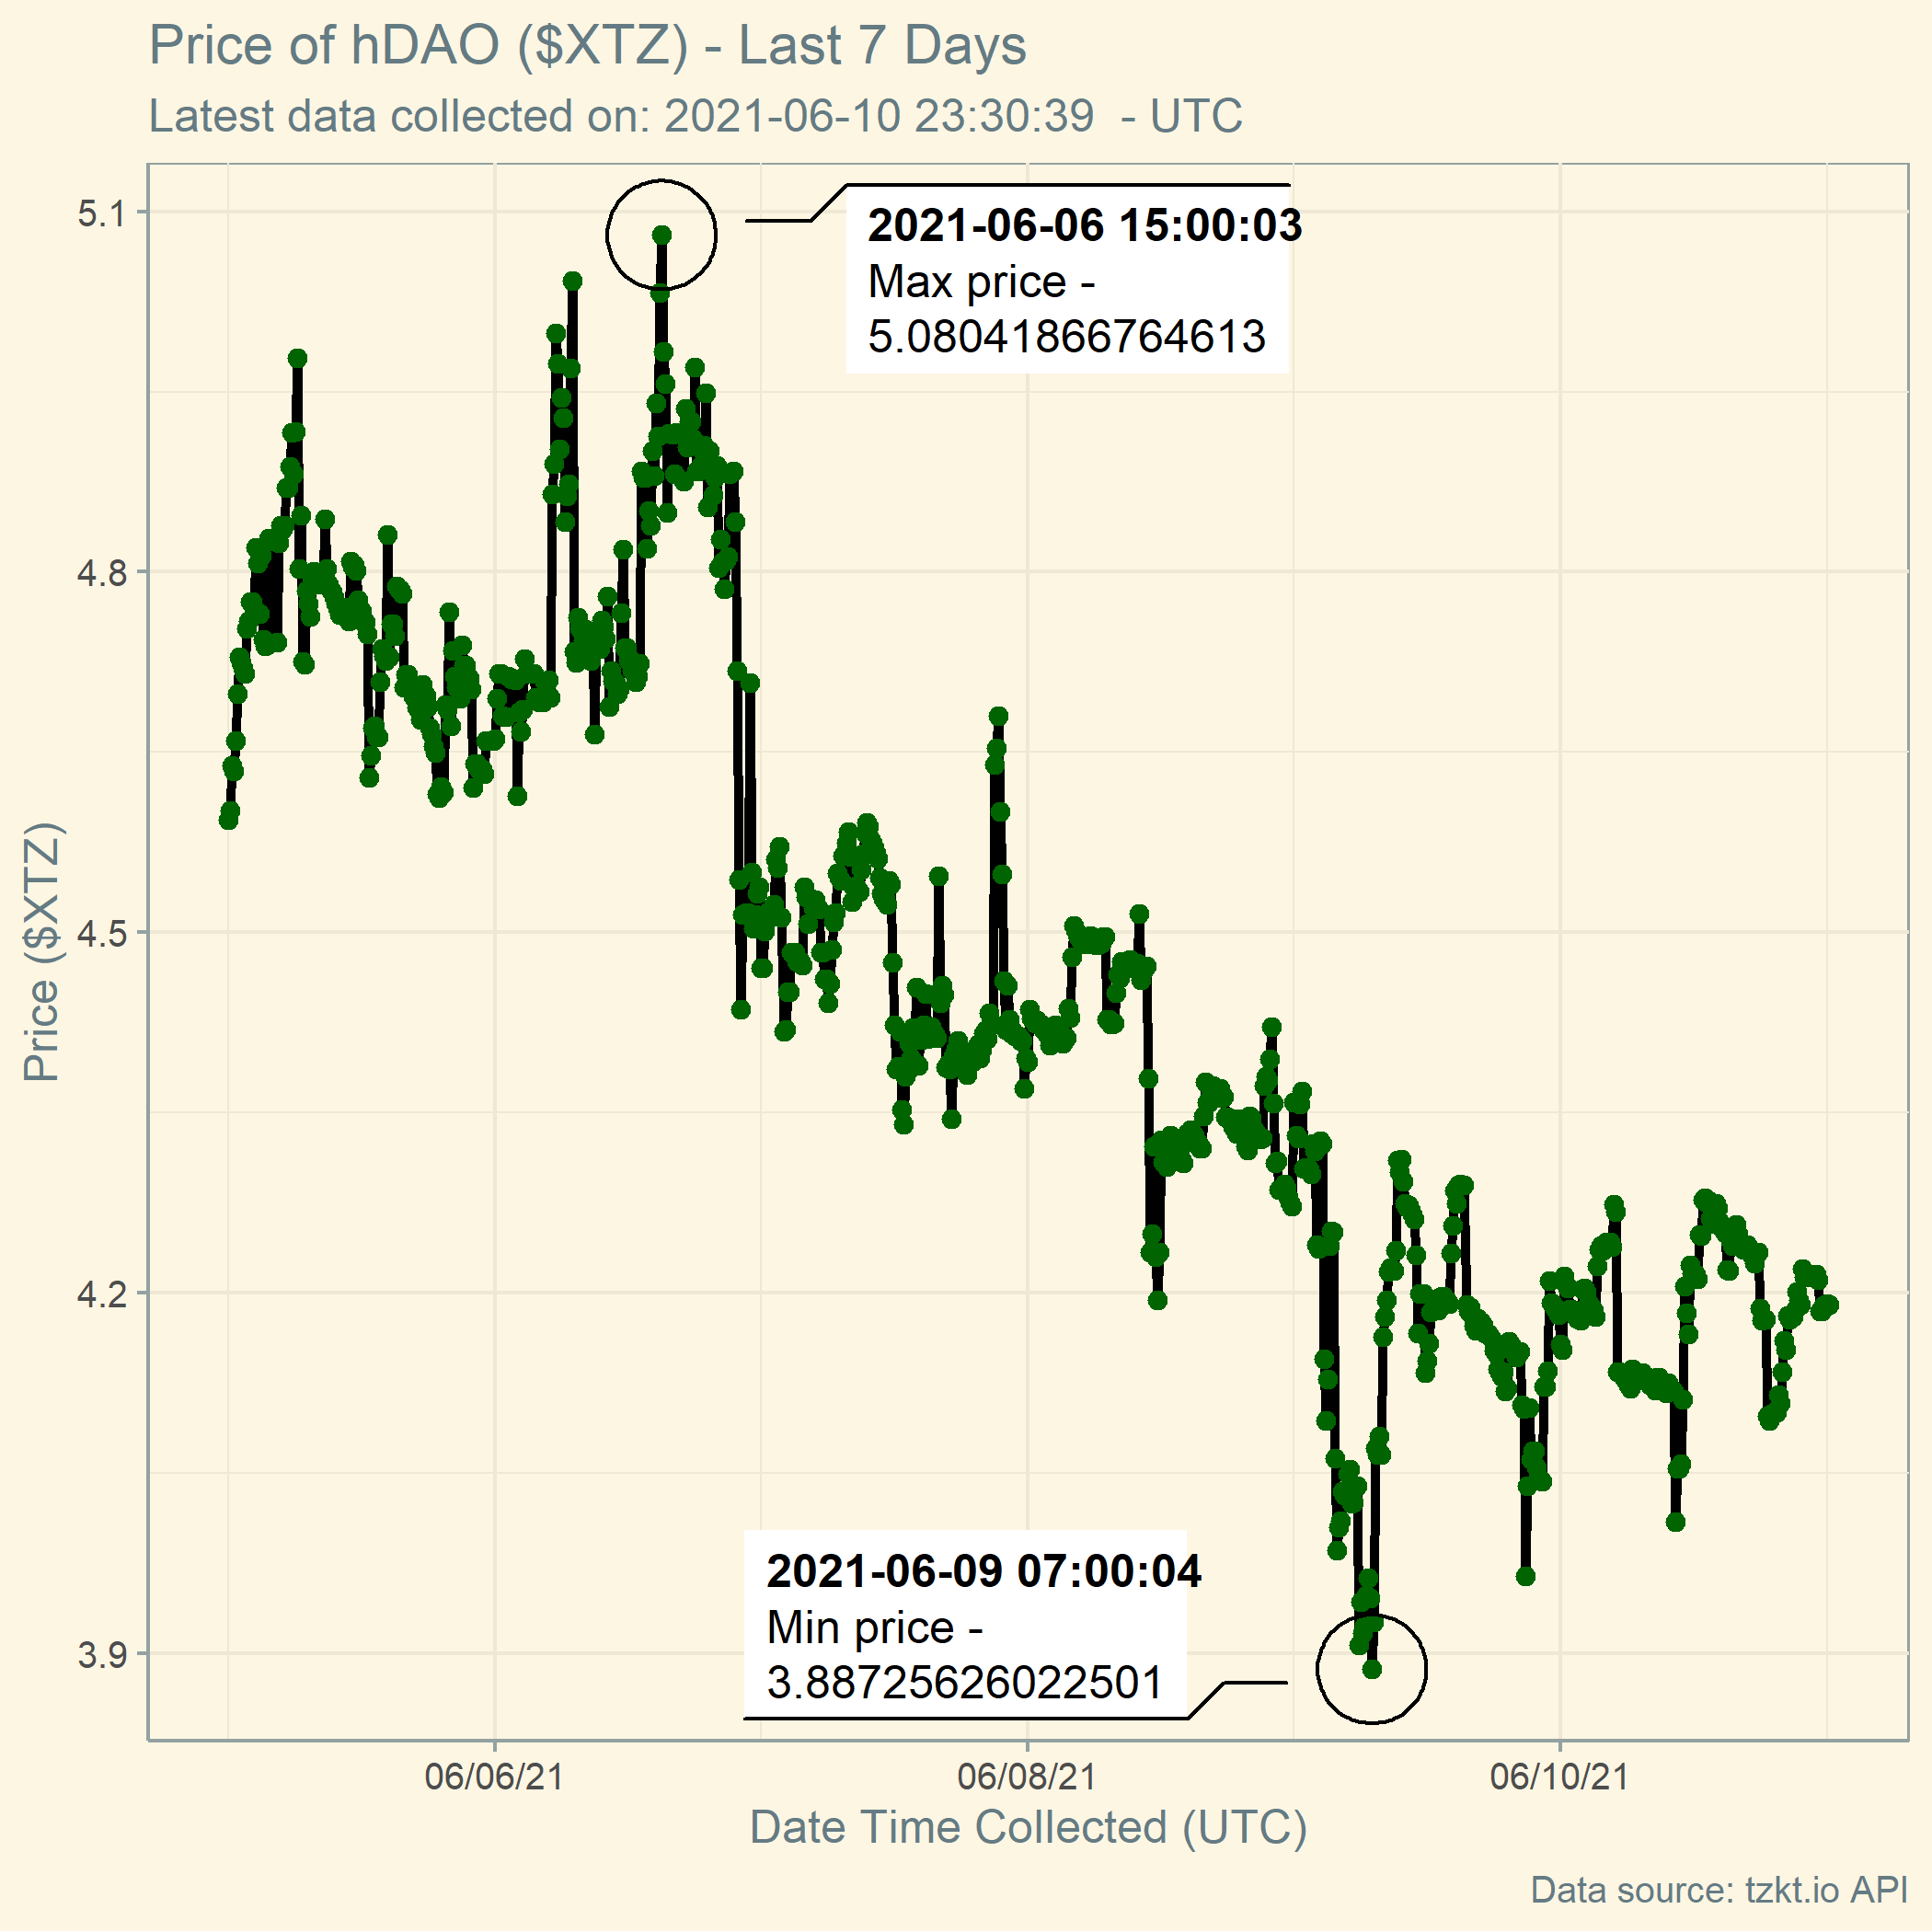 Price of hDAO ($XTZ) - Last 7 Days
Latest data collected on: 2021-06-10 23:30:39  - UTC
5.1
4.8
4.5
4.2
3.9
Price ($XTZ)
2021-06-06 15:00:03
Max price -
5.08041866764613
2021-06-09 07:00:04
Min price -
3.88725626022501
06/06/21
06/08/21
06/10/21
Date Time Collected (UTC)
Data source: tzkt.io API